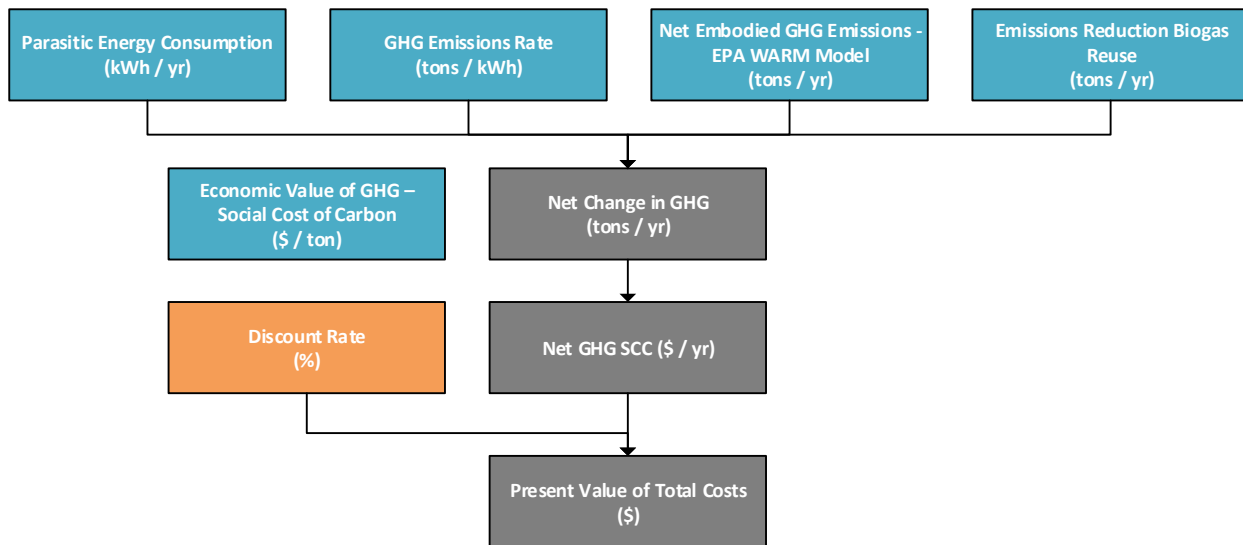 Parasitic Energy Consumption
(kWh / yr)
GHG Emissions Rate
(tons / kWh)
Net Embodied GHG Emissions -
EPA WARM Model
(tons / yr)
Emissions Reduction Biogas
Reuse
(tons / yr)
Economic Value of GHG –
Social Cost of Carbon
($ / ton)
Net Change in GHG
(tons / yr)
Discount Rate
(%)
Net GHG SCC ($ / yr)
Present Value of Total Costs
($)